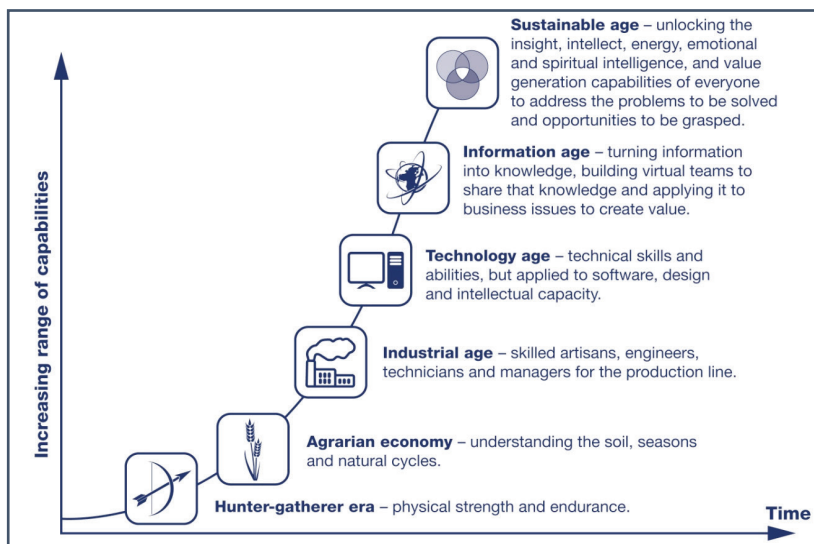 Sustainable age – unlocking the
insight, intellect, energy, emotional
and spiritual intelligence, and value
generation capabilities of everyone
to address the problems to be solved
and opportunities to be grasped.
Information age – turning information
into knowledge, building virtual teams to
share that knowledge and applying it to
business issues to create value.
Technology age – technical skills and
abilities, but applied to software, design
and intellectual capacity.
Industrial age – skilled artisans, engineers,
technicians and managers for the production line.
Agrarian economy – understanding the soil, seasons
and natural cycles.
Hunter-gatherer era – physical strength and endurance.
Increasing range of capabilities
Time